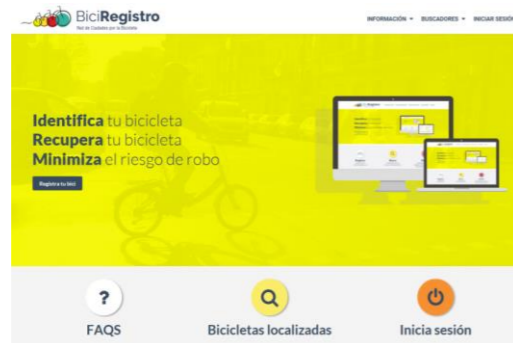 BiciRegistro
Red de Ciudades por la Bicicleta
INFORMACIÓN
BUSCADORES
INICIAR SESIÓN
Identifica tu bicicleta
Recupera tu bicicleta
Minimiza el riesgo de robo
Registra tu bici
?
FAQS
Bicicletas localizadas
Inicia sesión